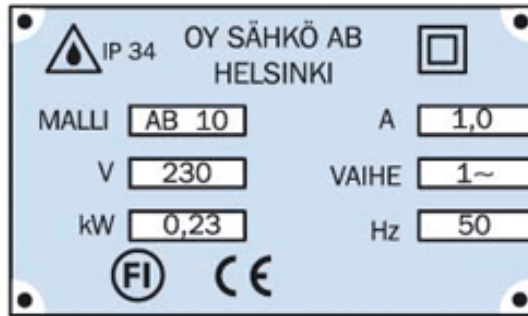 IP 34 OY SÄHKÖ AB
HELSINKI
MALLI AB 10 A 1,0
V 230 VAIHE 1~
kW 0,23 Hz 50
FI CE